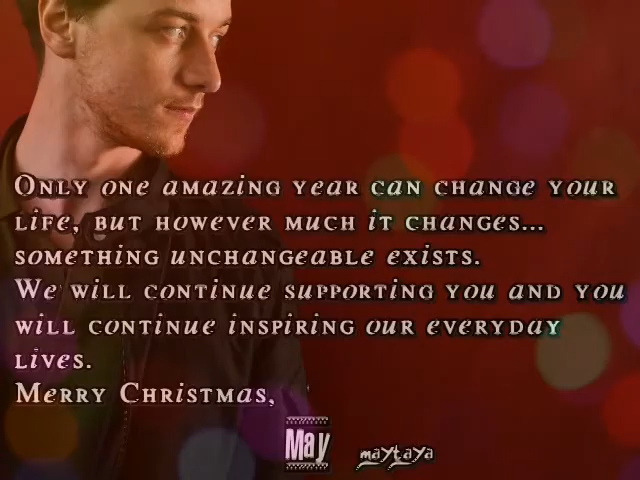 Only one amazing year can change your
life, but however much it changes...
something unchangeable exists.
We will continue supporting you and you
will continue inspiring our everyday
lives.
Merry Christmas,
May maytaya